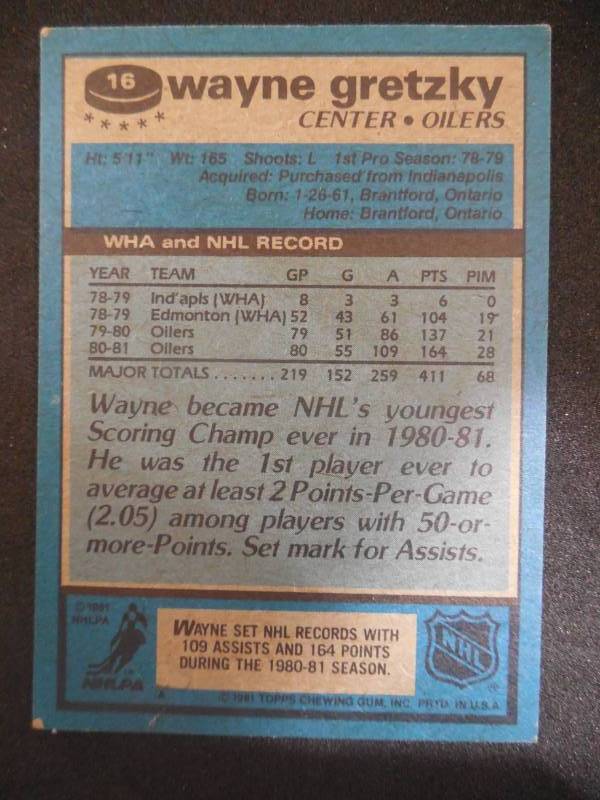 16 wayne gretzky
★ ★ ★ ★ ★ CENTER • OILERS
Ht: 5'11" Wt: 165 Shoots: L 1st Pro Season: 78-79
Acquired: Purchased from Indianapolis
Born: 1-26-61, Brantford, Ontario
Home: Brantford, Ontario
WHA and NHL RECORD
YEAR TEAM GP G A PTS PIM
78-79 Ind'apls (WHA) 8 3 3 6 0
78-79 Edmonton (WHA) 52 43 61 104 19
79-80 Oilers 79 51 86 137 21
80-81 Oilers 80 55 109 164 28
MAJOR TOTALS ....... 219 152 259 411 68
Wayne became NHL's youngest
Scoring Champ ever in 1980-81.
He was the 1st player ever to
average at least 2 Points-Per-Game
(2.05) among players with 50-or-
more-Points. Set mark for Assists.
© 1981
NHLPA
NHLPA
WAYNE SET NHL RECORDS WITH
109 ASSISTS AND 164 POINTS
DURING THE 1980-81 SEASON.
NHL
®
A © 1981 TOPPS CHEWING GUM, INC. PRTD. IN U.S.A.